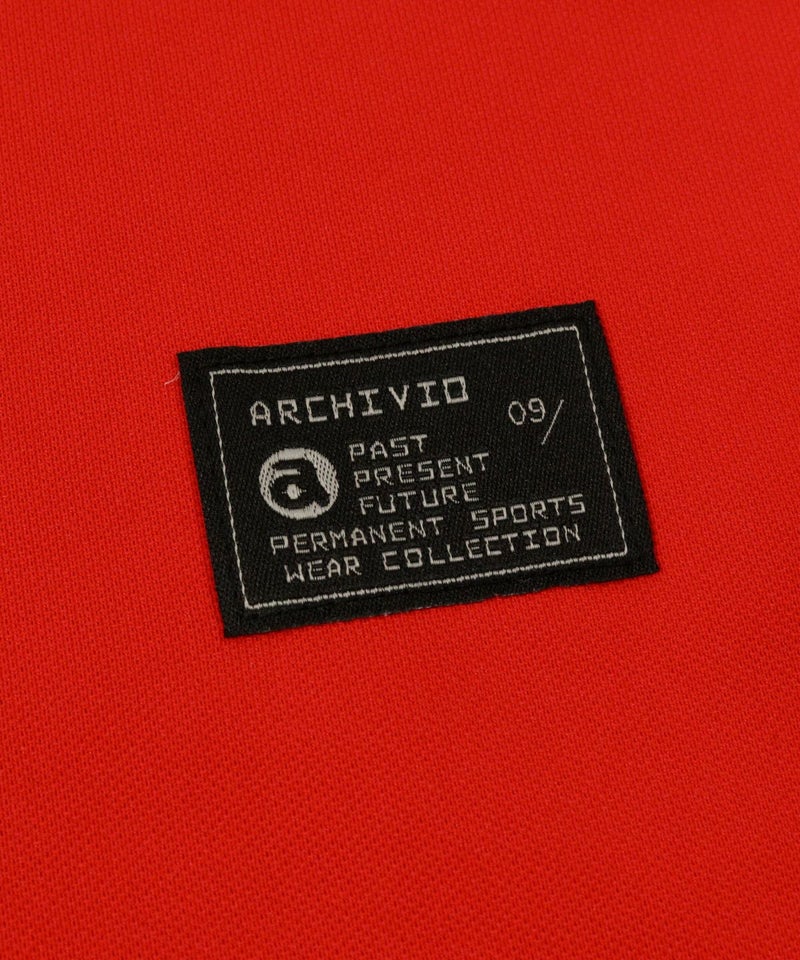 ARCHIVIO 09/
a PAST
PRESENT
FUTURE
PERMANENT SPORTS
WEAR COLLECTION